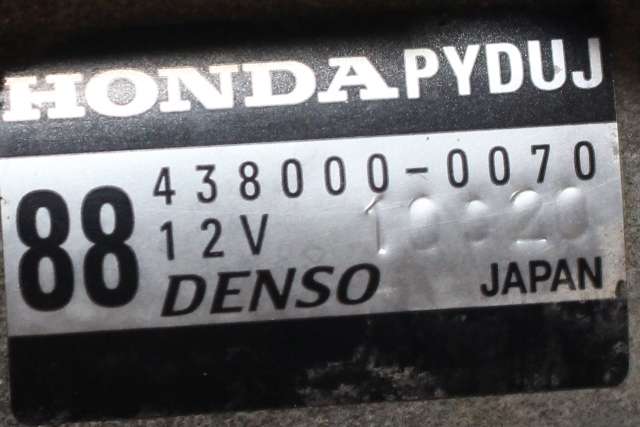 HONDA PYDUJ
88
438000-0070
12V
DENSO JAPAN